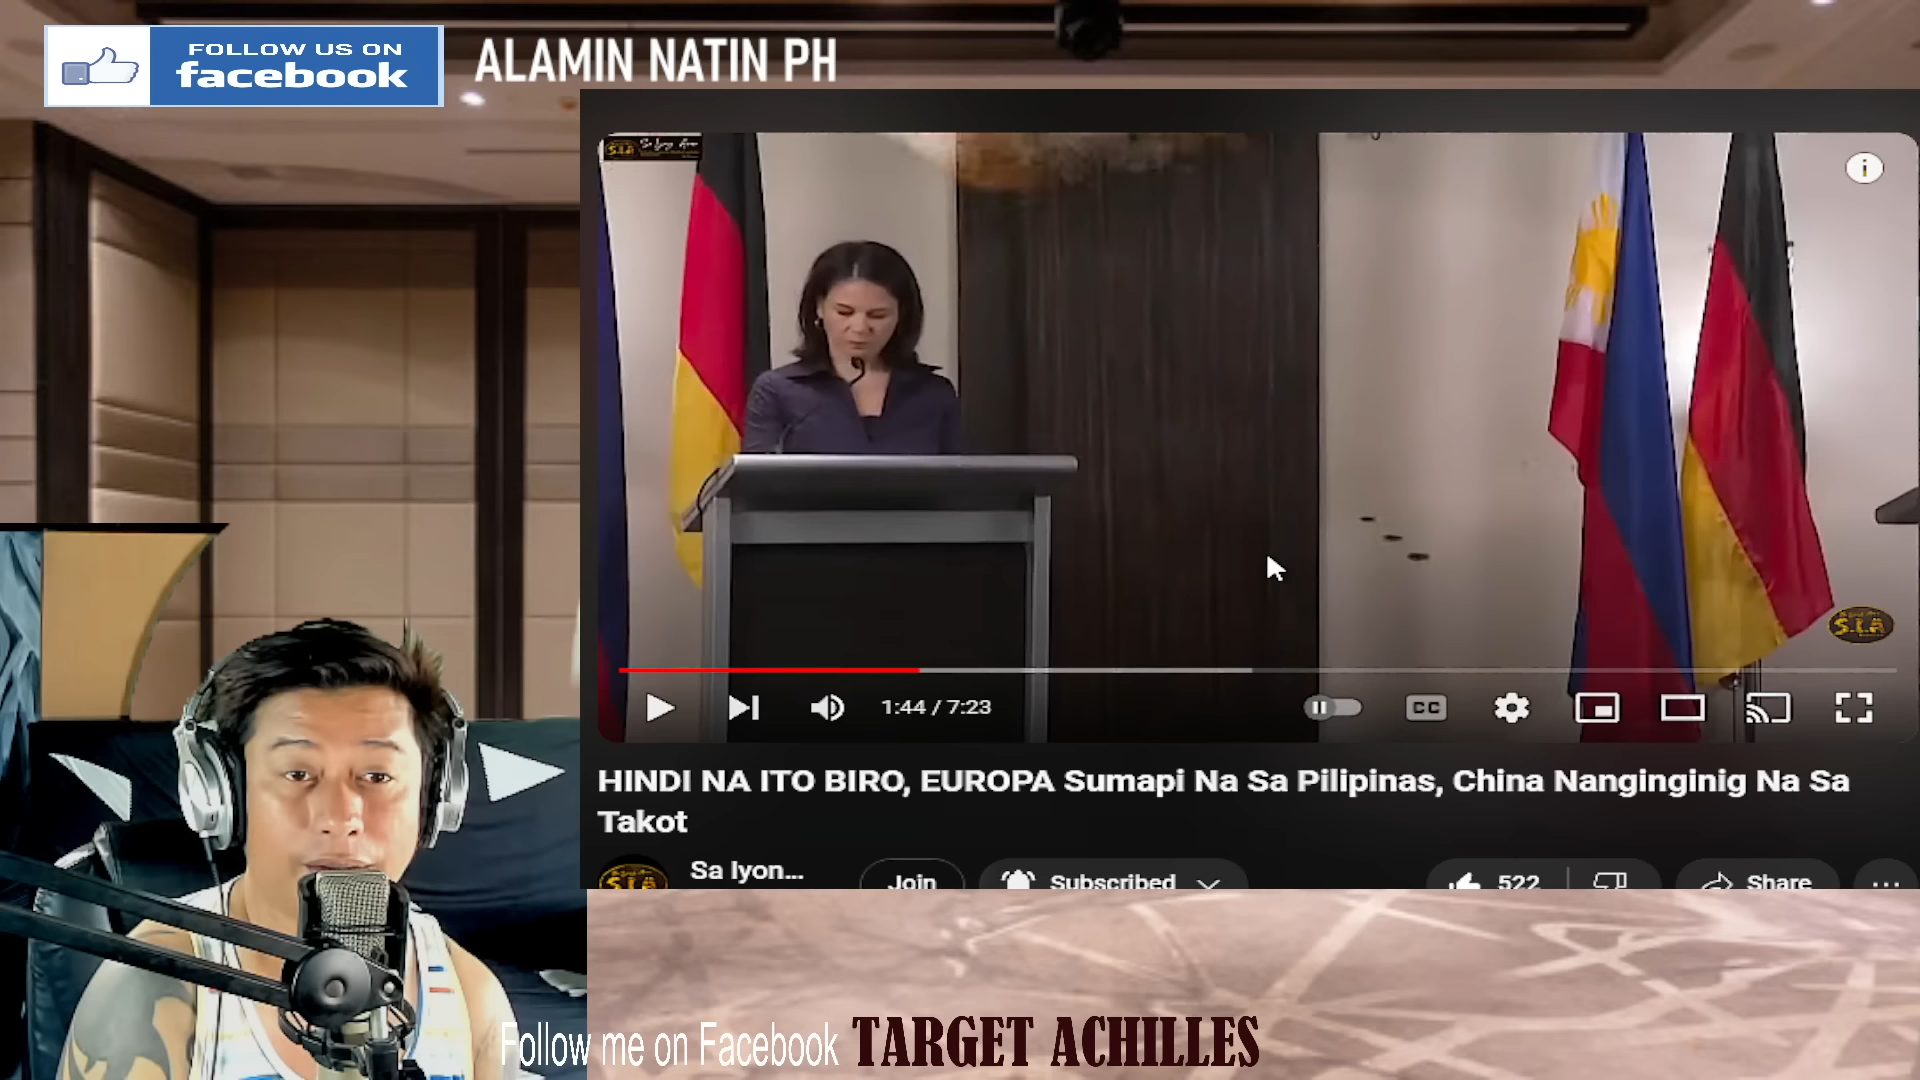 FOLLOW US ON
facebook
ALAMIN NATIN PH
S.I.A
i
S.I.A
1:44 / 7:23
CC
HINDI NA ITO BIRO, EUROPA Sumapi Na Sa Pilipinas, China Nanginginig Na Sa
Takot
S.I.A
Sa Iyon...
Join
Subscribed
522
Share
Follow me on Facebook TARGET ACHILLES